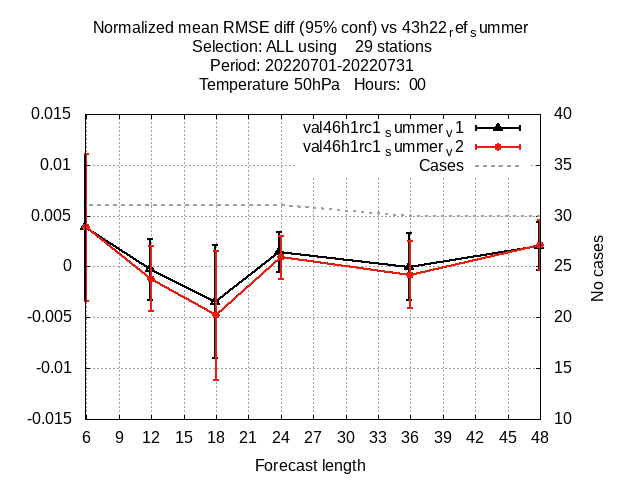 Normalized mean RMSE diff (95% conf) vs 43h22refsummer
Selection: ALL using 29 stations
Period: 20220701-20220731
Temperature 50hPa Hours: 00
val46h1rc1summerv1
val46h1rc1summerv2
Cases
0.015
0.01
0.005
0
-0.005
-0.01
-0.015
40
35
30
25
20
15
10
No cases
6 9 12 15 18 21 24 27 30 33 36 39 42 45 48
Forecast length